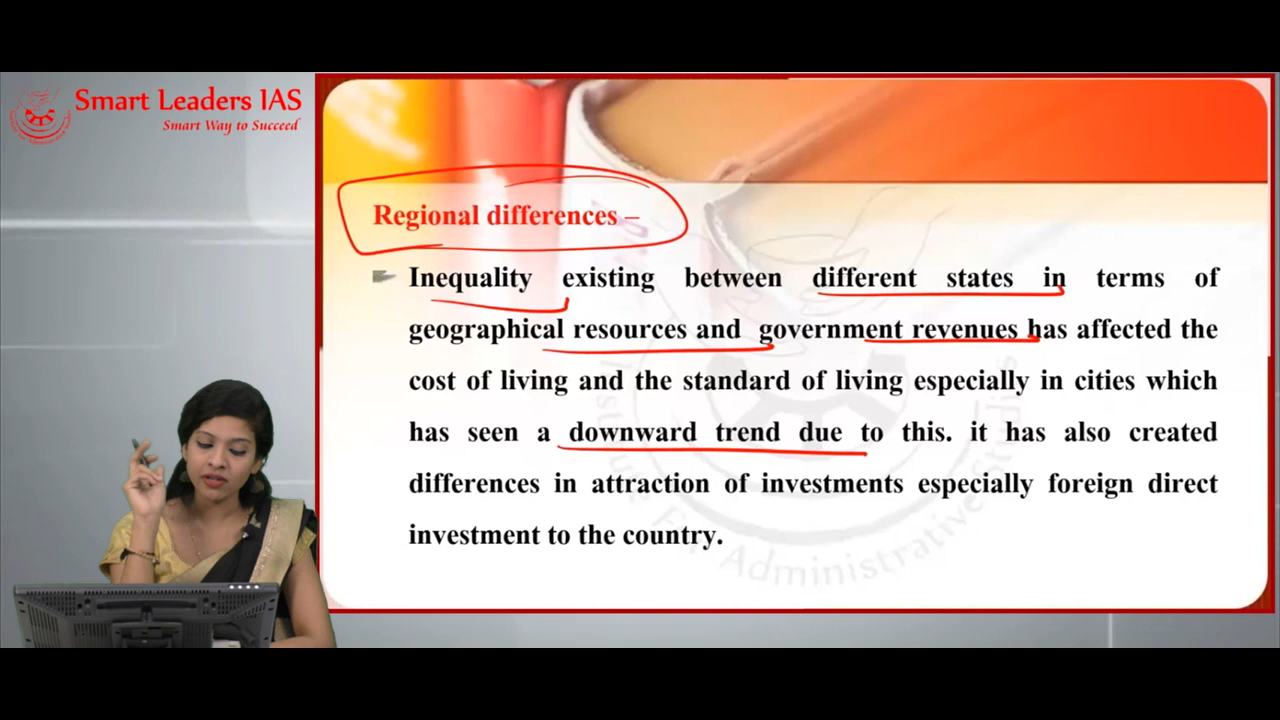 Smart Leaders IAS
Smart Way to Succeed
Regional differences –
Inequality existing between different states in terms of
geographical resources and government revenues has affected the
cost of living and the standard of living especially in cities which
has seen a downward trend due to this. it has also created
differences in attraction of investments especially foreign direct
investment to the country.